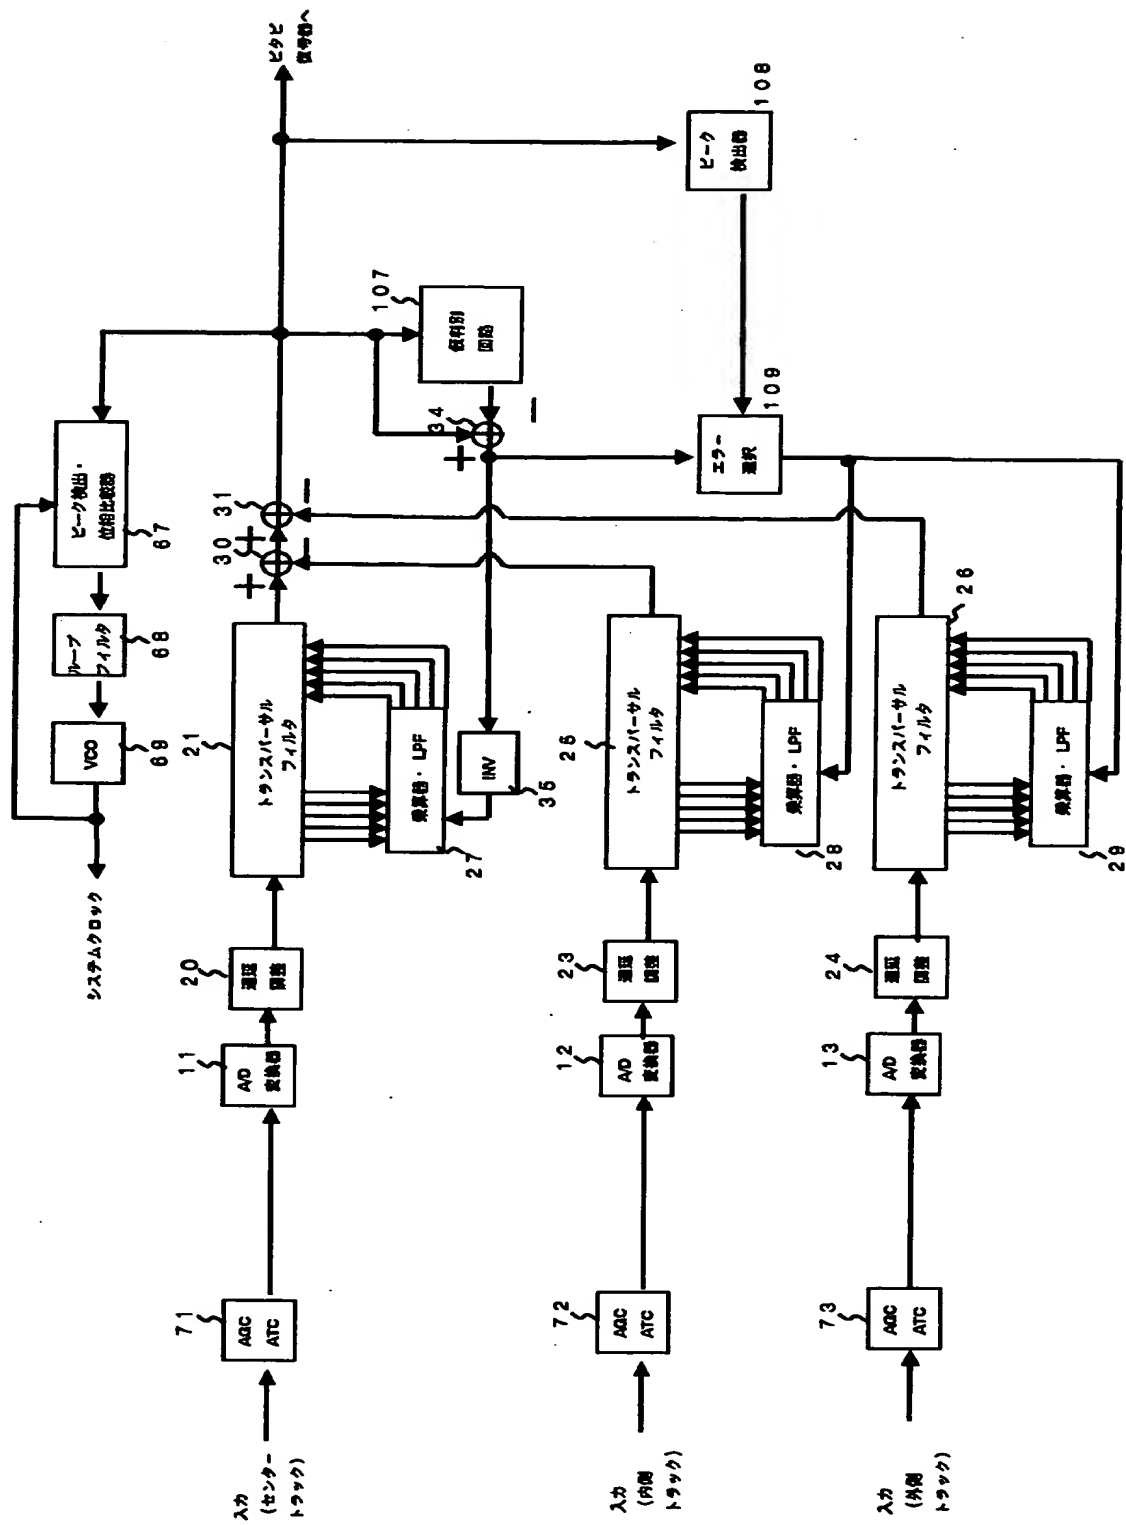 システムクロック
VCO
69
ループ
フィルタ
68
ピーク検出・
位相比較器
67
入力
(センター
トラック)
AGC
ATC
71
A/D
変換器
11
遅延
調整
20
トランスバーサル
フィルタ
21
乗算器・LPF
27
INV
35
+
30
−
+
31
−
+
34
−
仮判別
回路
107
ビタビ
復号器へ
ピーク
検出器
108
エラー
選択
109
入力
(内側
トラック)
AGC
ATC
72
A/D
変換器
12
遅延
調整
23
トランスバーサル
フィルタ
25
乗算器・LPF
28
入力
(外側
トラック)
AGC
ATC
73
A/D
変換器
13
遅延
調整
24
トランスバーサル
フィルタ
26
乗算器・LPF
29